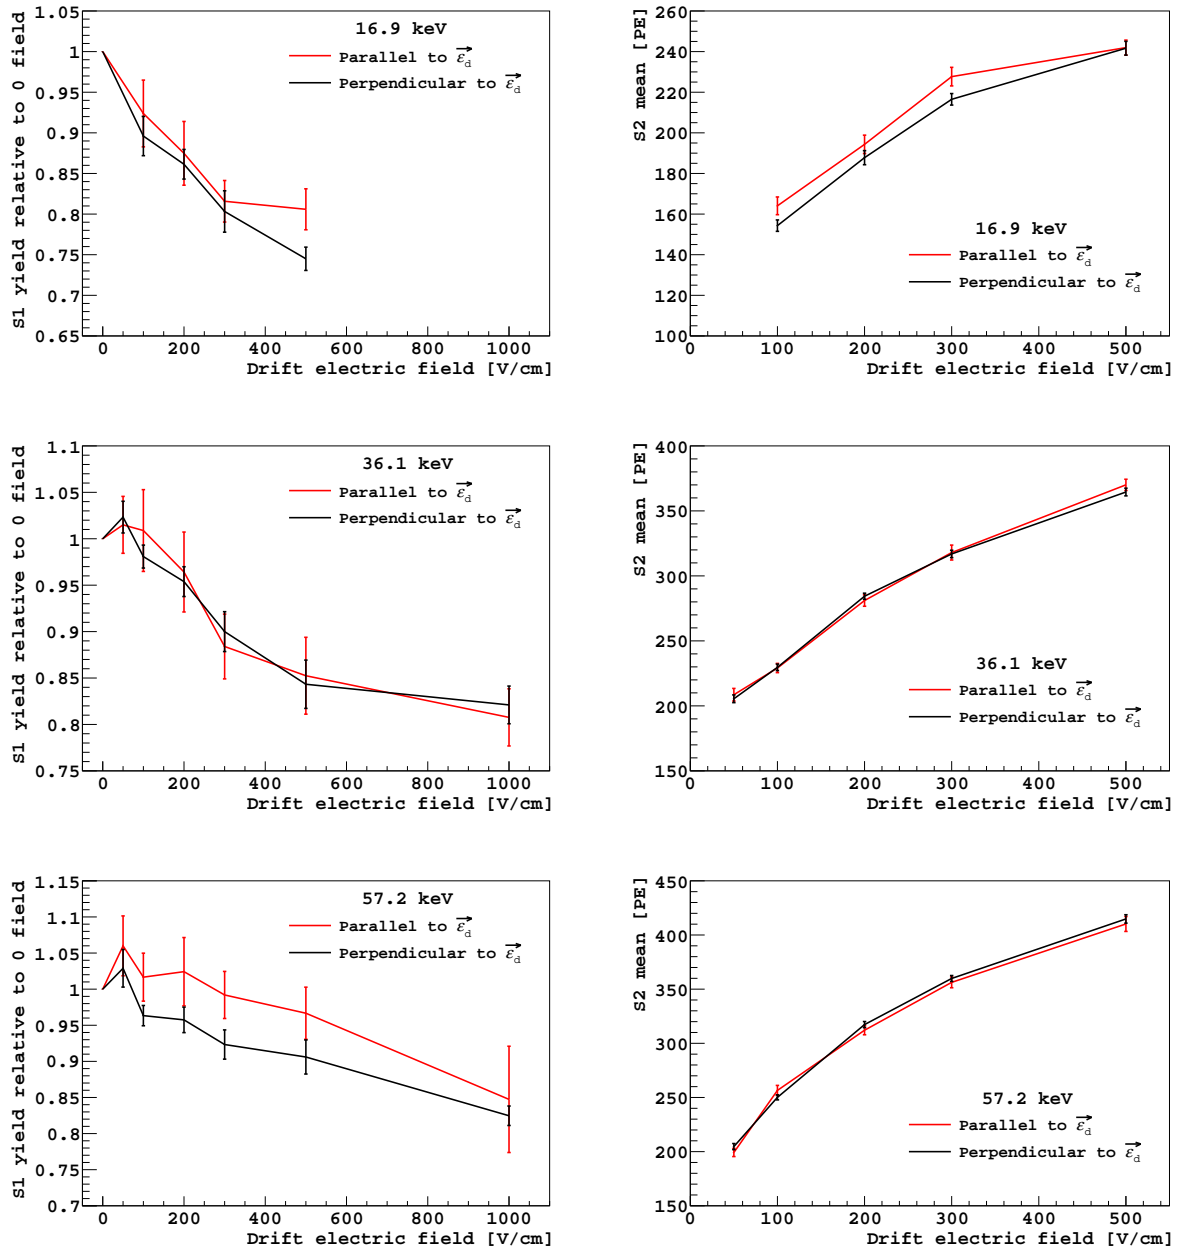 16.9 keV
Parallel to ε⃗d
Perpendicular to ε⃗d
S1 yield relative to 0 field
1.05
1
0.95
0.9
0.85
0.8
0.75
0.7
0.65
0 200 400 600 800 1000
Drift electric field [V/cm]
S2 mean [PE]
260
240
220
200
180
160
140
120
100
16.9 keV
Parallel to ε⃗d
Perpendicular to ε⃗d
0 100 200 300 400 500
Drift electric field [V/cm]
S1 yield relative to 0 field
1.1
1.05
1
0.95
0.9
0.85
0.8
0.75
36.1 keV
Parallel to ε⃗d
Perpendicular to ε⃗d
0 200 400 600 800 1000
Drift electric field [V/cm]
S2 mean [PE]
400
350
300
250
200
150
36.1 keV
Parallel to ε⃗d
Perpendicular to ε⃗d
0 100 200 300 400 500
Drift electric field [V/cm]
S1 yield relative to 0 field
1.15
1.1
1.05
1
0.95
0.9
0.85
0.8
0.75
0.7
57.2 keV
Parallel to ε⃗d
Perpendicular to ε⃗d
0 200 400 600 800 1000
Drift electric field [V/cm]
S2 mean [PE]
450
400
350
300
250
200
150
57.2 keV
Parallel to ε⃗d
Perpendicular to ε⃗d
0 100 200 300 400 500
Drift electric field [V/cm]